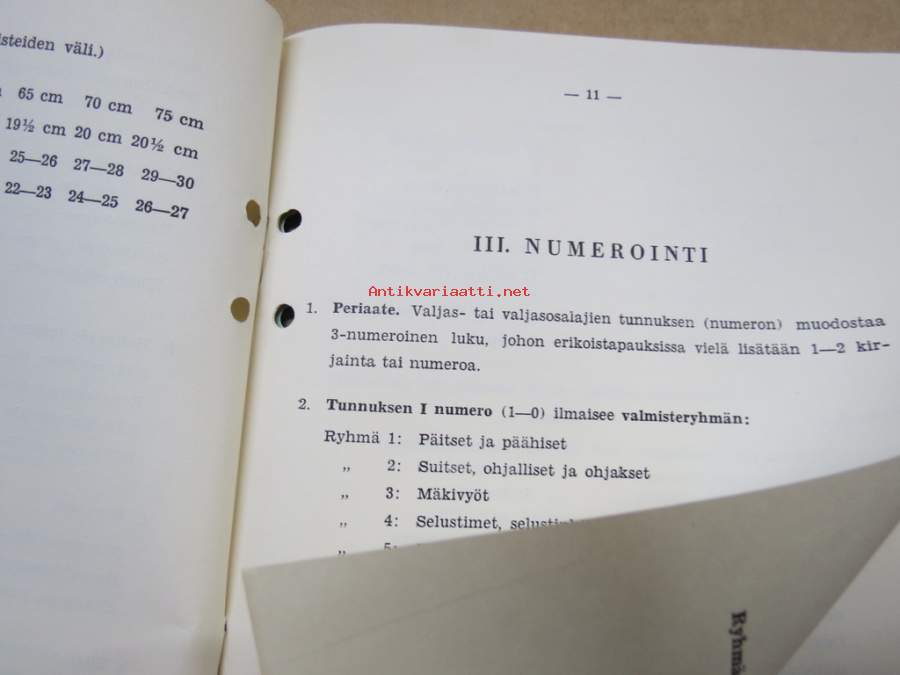 isteiden väli.)
65 cm 70 cm 75 cm
19½ cm 20 cm 20½ cm
25—26 27—28 29—30
22—23 24—25 26—27
— 11 —
III. NUMEROINTI
Antikvariaatti.net
1. Periaate. Valjas- tai valjasosalajien tunnuksen (numeron) muodostaa
3-numeroinen luku, johon erikoistapauksissa vielä lisätään 1—2 kir-
jainta tai numeroa.
2. Tunnuksen I numero (1—0) ilmaisee valmisteryhmän:
Ryhmä 1: Päitset ja päähiset
„ 2: Suitset, ohjalliset ja ohjakset
„ 3: Mäkivyöt
„ 4: Selustimet,
„ 5:
Ryhmä